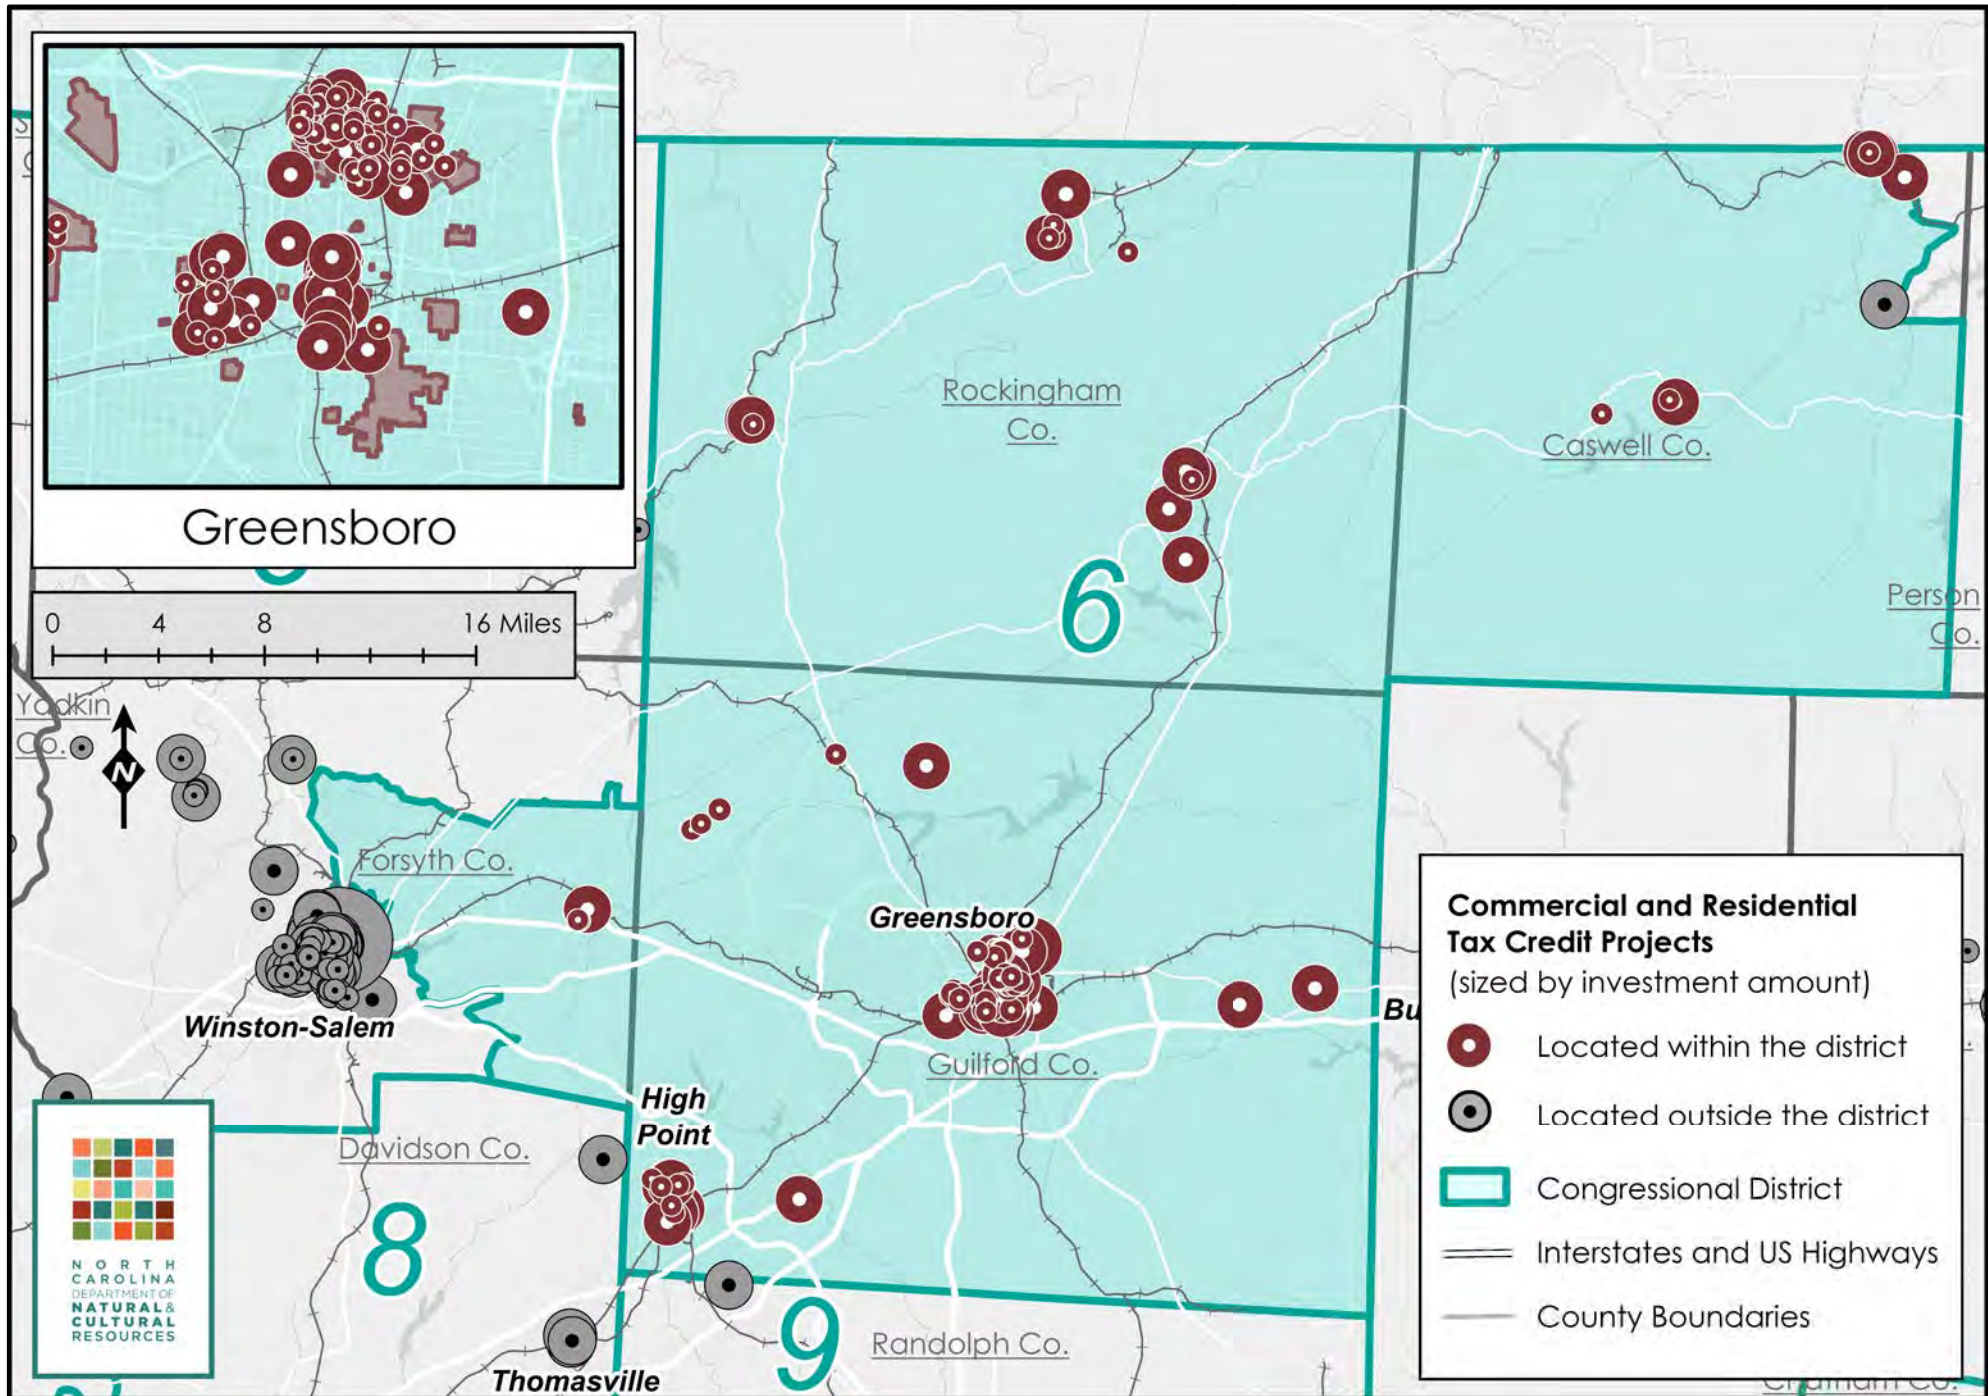 Greensboro
0 4 8 16 Miles
Rockingham
Co.
Caswell Co.
Person
Co.
6
Yadkin
Co.
N
Forsyth Co.
Greensboro
Winston-Salem
Guilford Co.
High
Point
Davidson Co.
8
9
Randolph Co.
Thomasville
Bu
Commercial and Residential
Tax Credit Projects
(sized by investment amount)
Located within the district
Located outside the district
Congressional District
Interstates and US Highways
County Boundaries
Chatham Co.
NORTH
CAROLINA
DEPARTMENT OF
NATURAL &
CULTURAL
RESOURCES